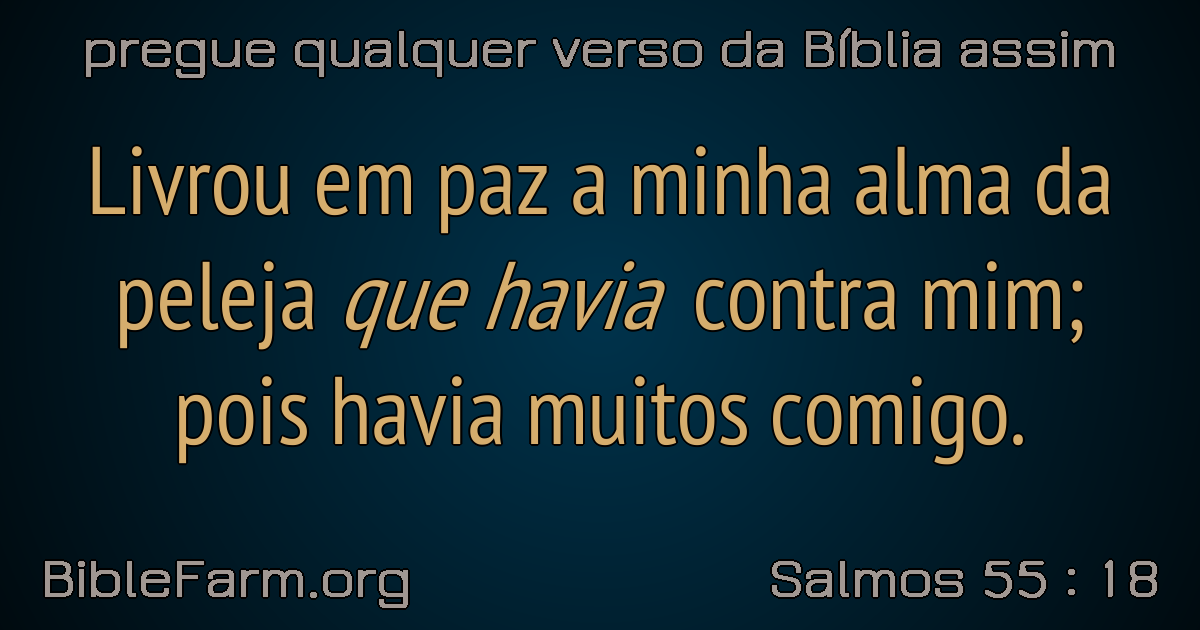 pregue qualquer verso da Bíblia assim
Livrou em paz a minha alma da
peleja que havia contra mim;
pois havia muitos comigo.
BibleFarm.org
Salmos 55 : 18